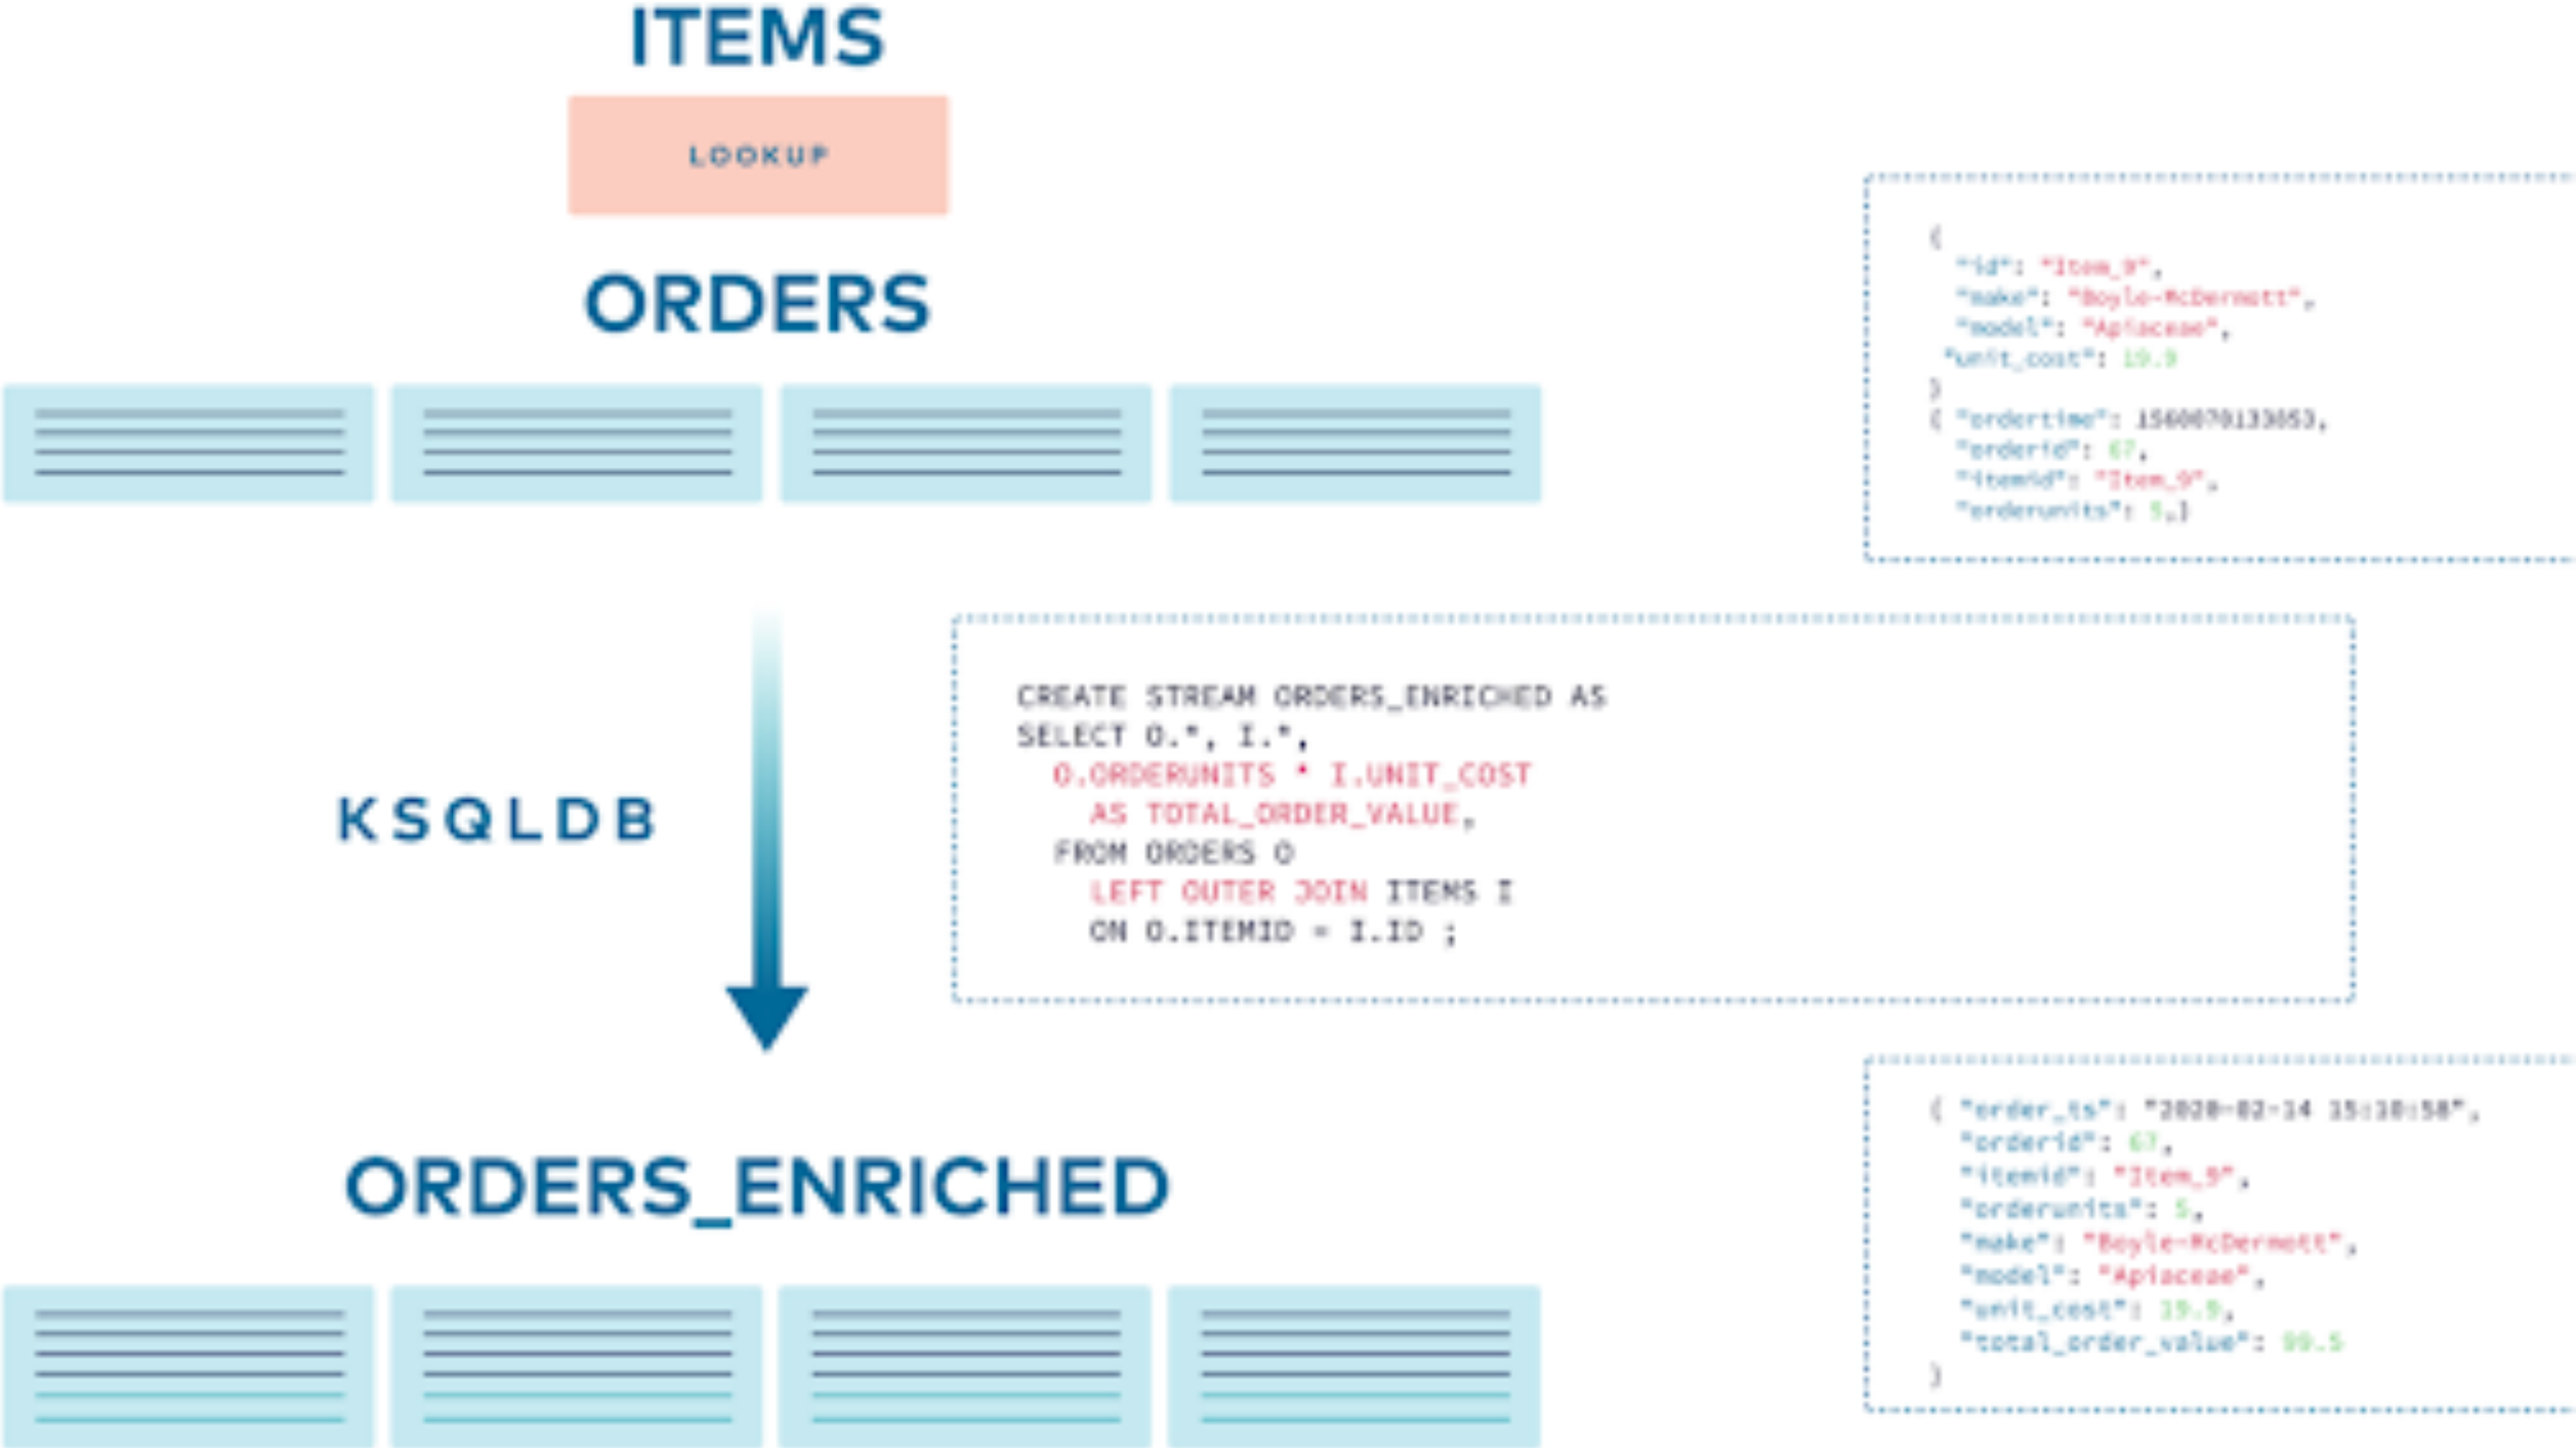 ITEMS
LOOKUP
ORDERS
{
"id": "Item_9",
"make": "Boyle-McDermott",
"model": "Apiaceae",
"unit_cost": 19.9
}
{ "ordertime": 1560070133853,
"orderid": 67,
"itemid": "Item_9",
"orderunits": 5,}
KSQLDB
CREATE STREAM ORDERS_ENRICHED AS
SELECT O.*, I.*,
O.ORDERUNITS * I.UNIT_COST
AS TOTAL_ORDER_VALUE,
FROM ORDERS O
LEFT OUTER JOIN ITEMS I
ON O.ITEMID = I.ID ;
ORDERS_ENRICHED
{ "order_ts": "2020-02-14 15:10:58",
"orderid": 67,
"itemid": "Item_9",
"orderunits": 5,
"make": "Boyle-McDermott",
"model": "Apiaceae",
"unit_cost": 19.9,
"total_order_value": 99.5
}